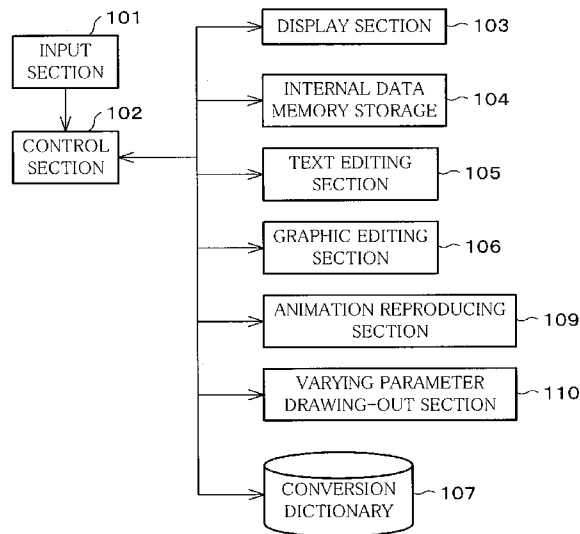 101
INPUT
SECTION
102
CONTROL
SECTION
DISPLAY SECTION
103
INTERNAL DATA
MEMORY STORAGE
104
TEXT EDITING
SECTION
105
GRAPHIC EDITING
SECTION
106
ANIMATION REPRODUCING
SECTION
109
VARYING PARAMETER
DRAWING-OUT SECTION
110
CONVERSION
DICTIONARY
107